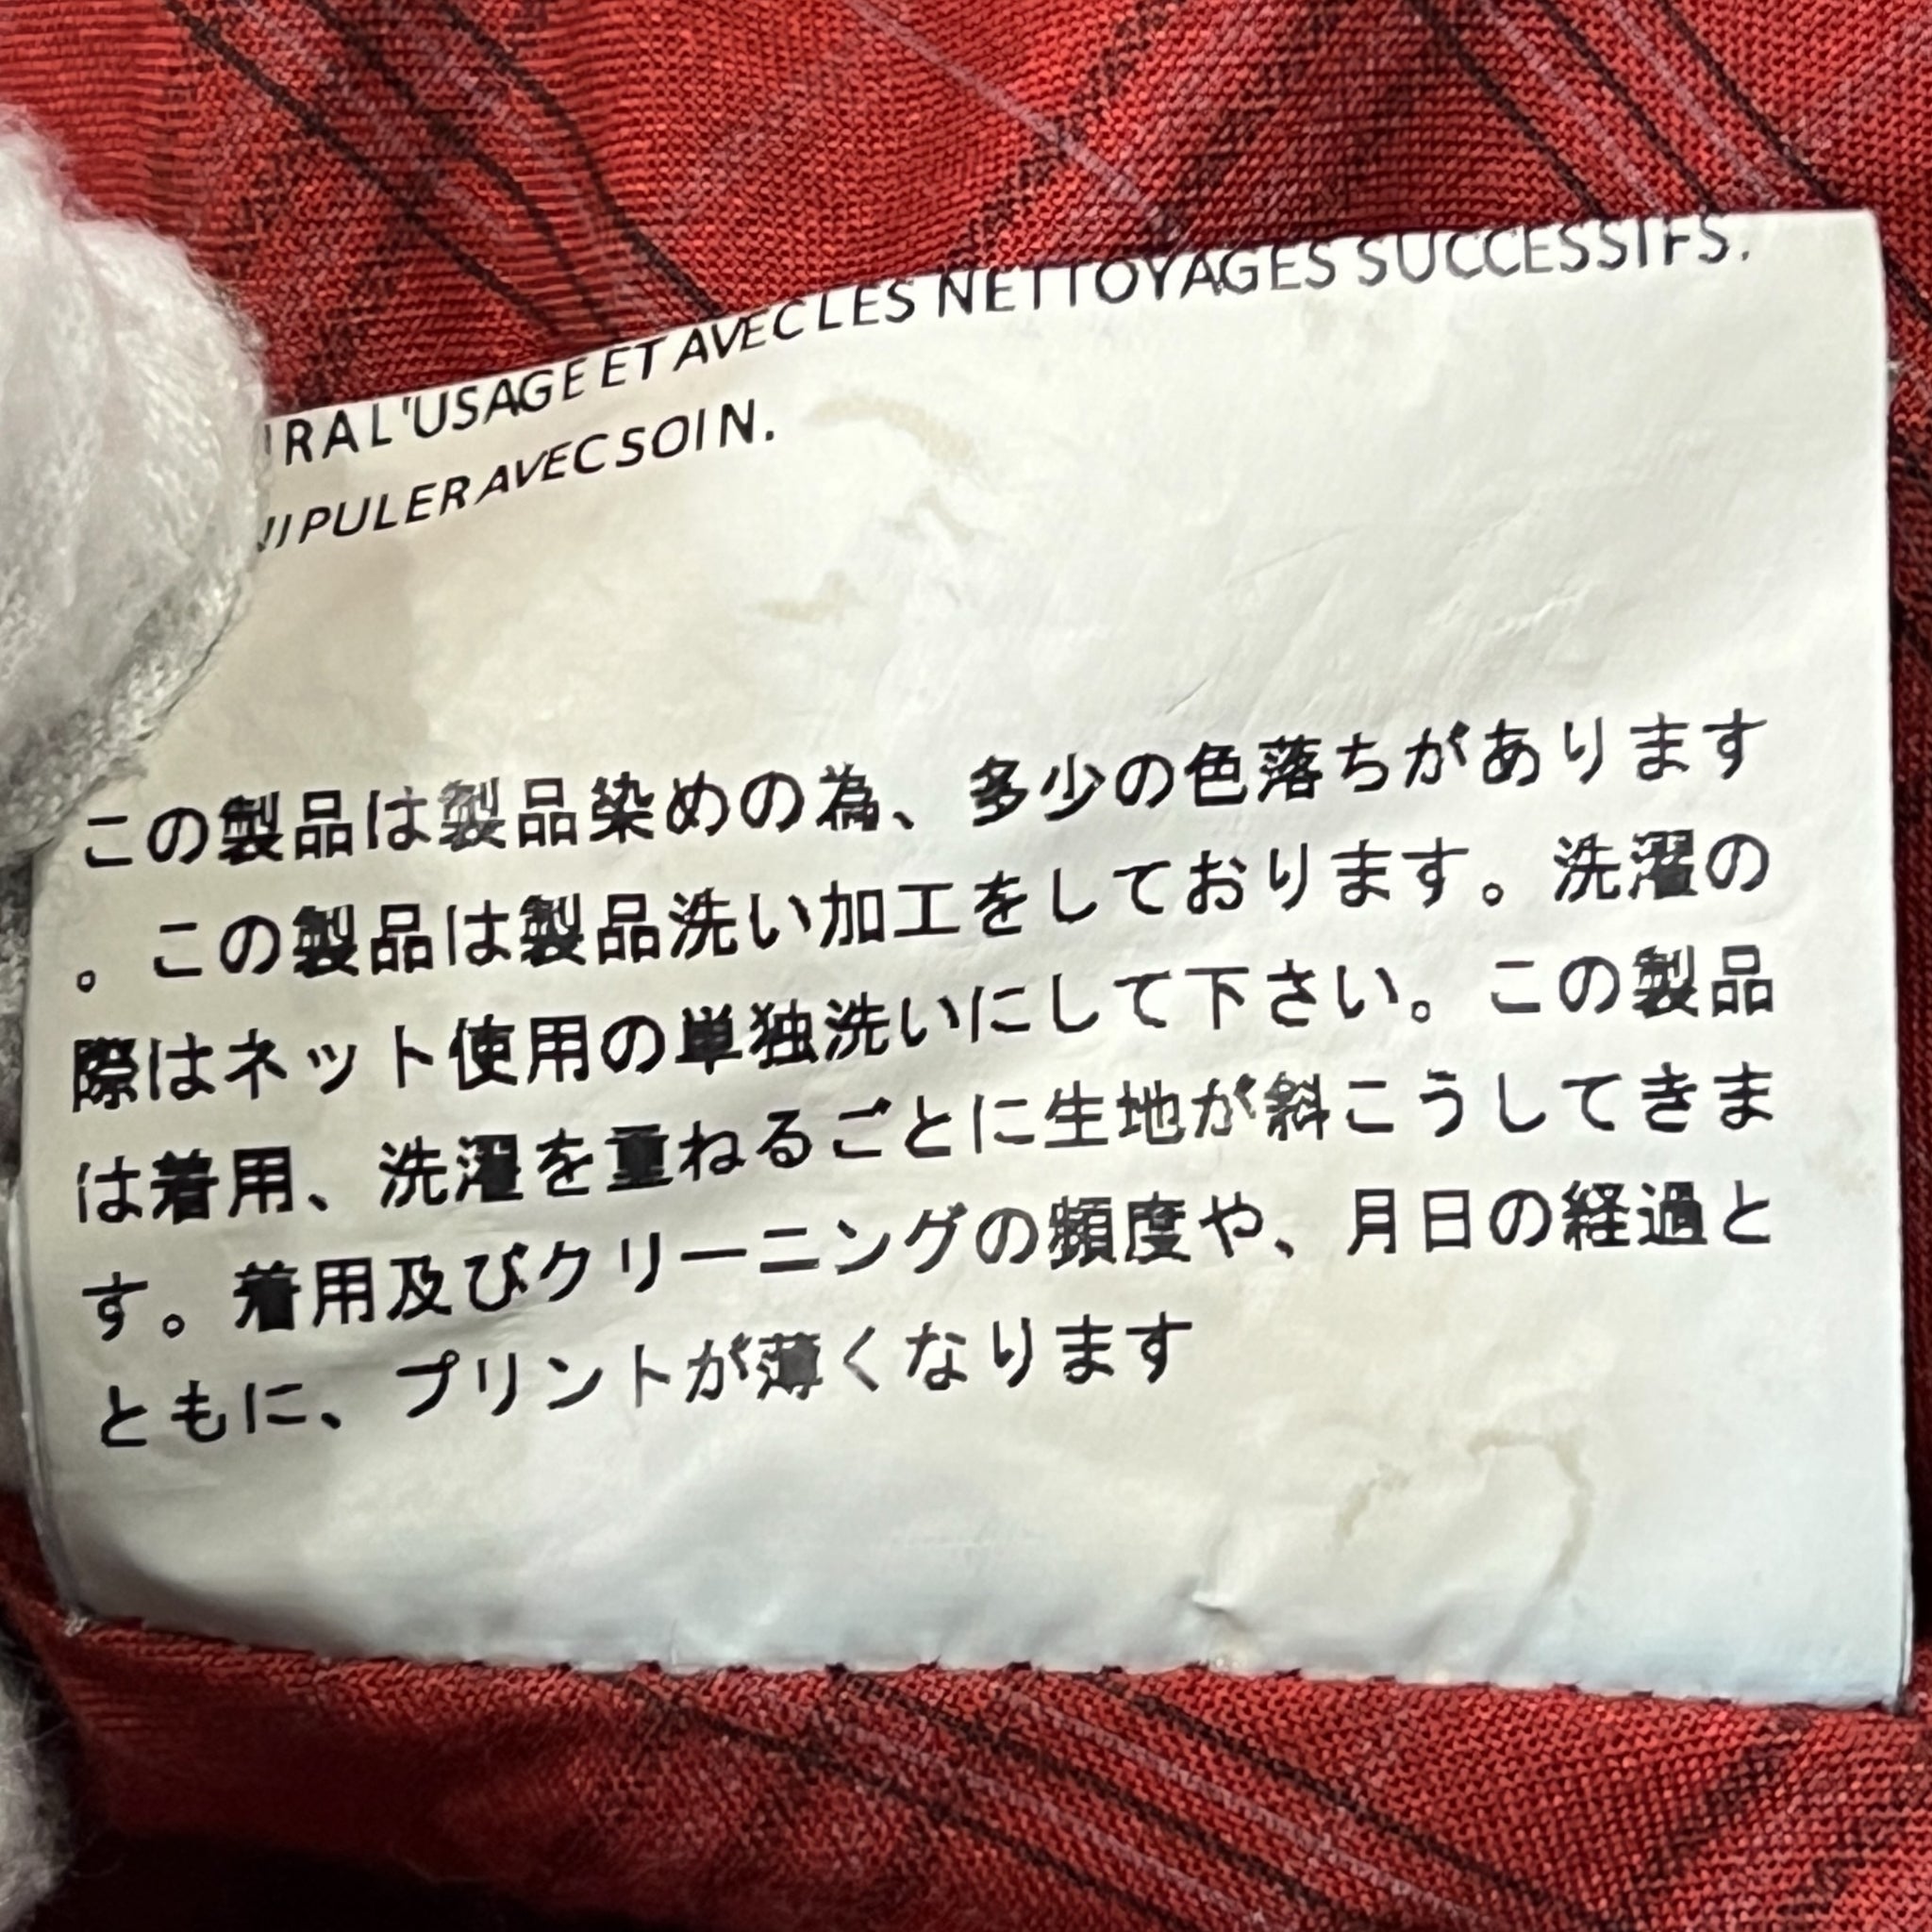 RA L'USAGE ET AVEC LES NETTOYAGES SUCCESSIFS.
IPULER AVEC SOIN.
この製品は製品染めの為、多少の色落ちがあります
。この製品は製品洗い加工をしております。洗濯の
際はネット使用の単独洗いにして下さい。この製品
は着用、洗濯を重ねるごとに生地が斜こうしてきま
す。着用及びクリーニングの頻度や、月日の経過と
ともに、プリントが薄くなります